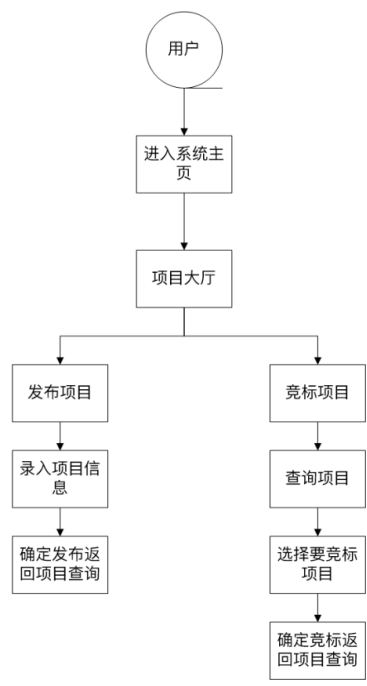 用户
进入系统主
页
项目大厅
发布项目
竞标项目
录入项目信
息
查询项目
确定发布返
回项目查询
选择要竞标
项目
确定竞标返
回项目查询